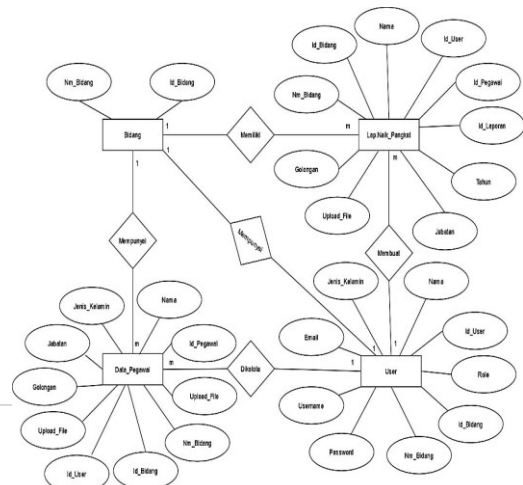 Nama
Id_Bidang
Id_User
Nm_Bidang
Id_Bidang
Id_Pegawai
Nm_Bidang
Id_Laporan
1
1
m
Bidang
Memiliki
Lap.Naik_Pangkat
1
1
m
Golongan
Tahun
Upload_File
Jabatan
Mempunyai
Mempunyai
Membuat
Jenis_Kelamin
Nama
Jenis_Kelamin
Nama
Email
Id_User
Jabatan
m
Id_Pegawai
1
1
Data_Pegawai
m
Dikelola
1
User
Role
Golongan
Upload_File
Username
Id_Bidang
Upload_File
Nm_Bidang
Password
Nm_Bidang
Id_User
Id_Bidang